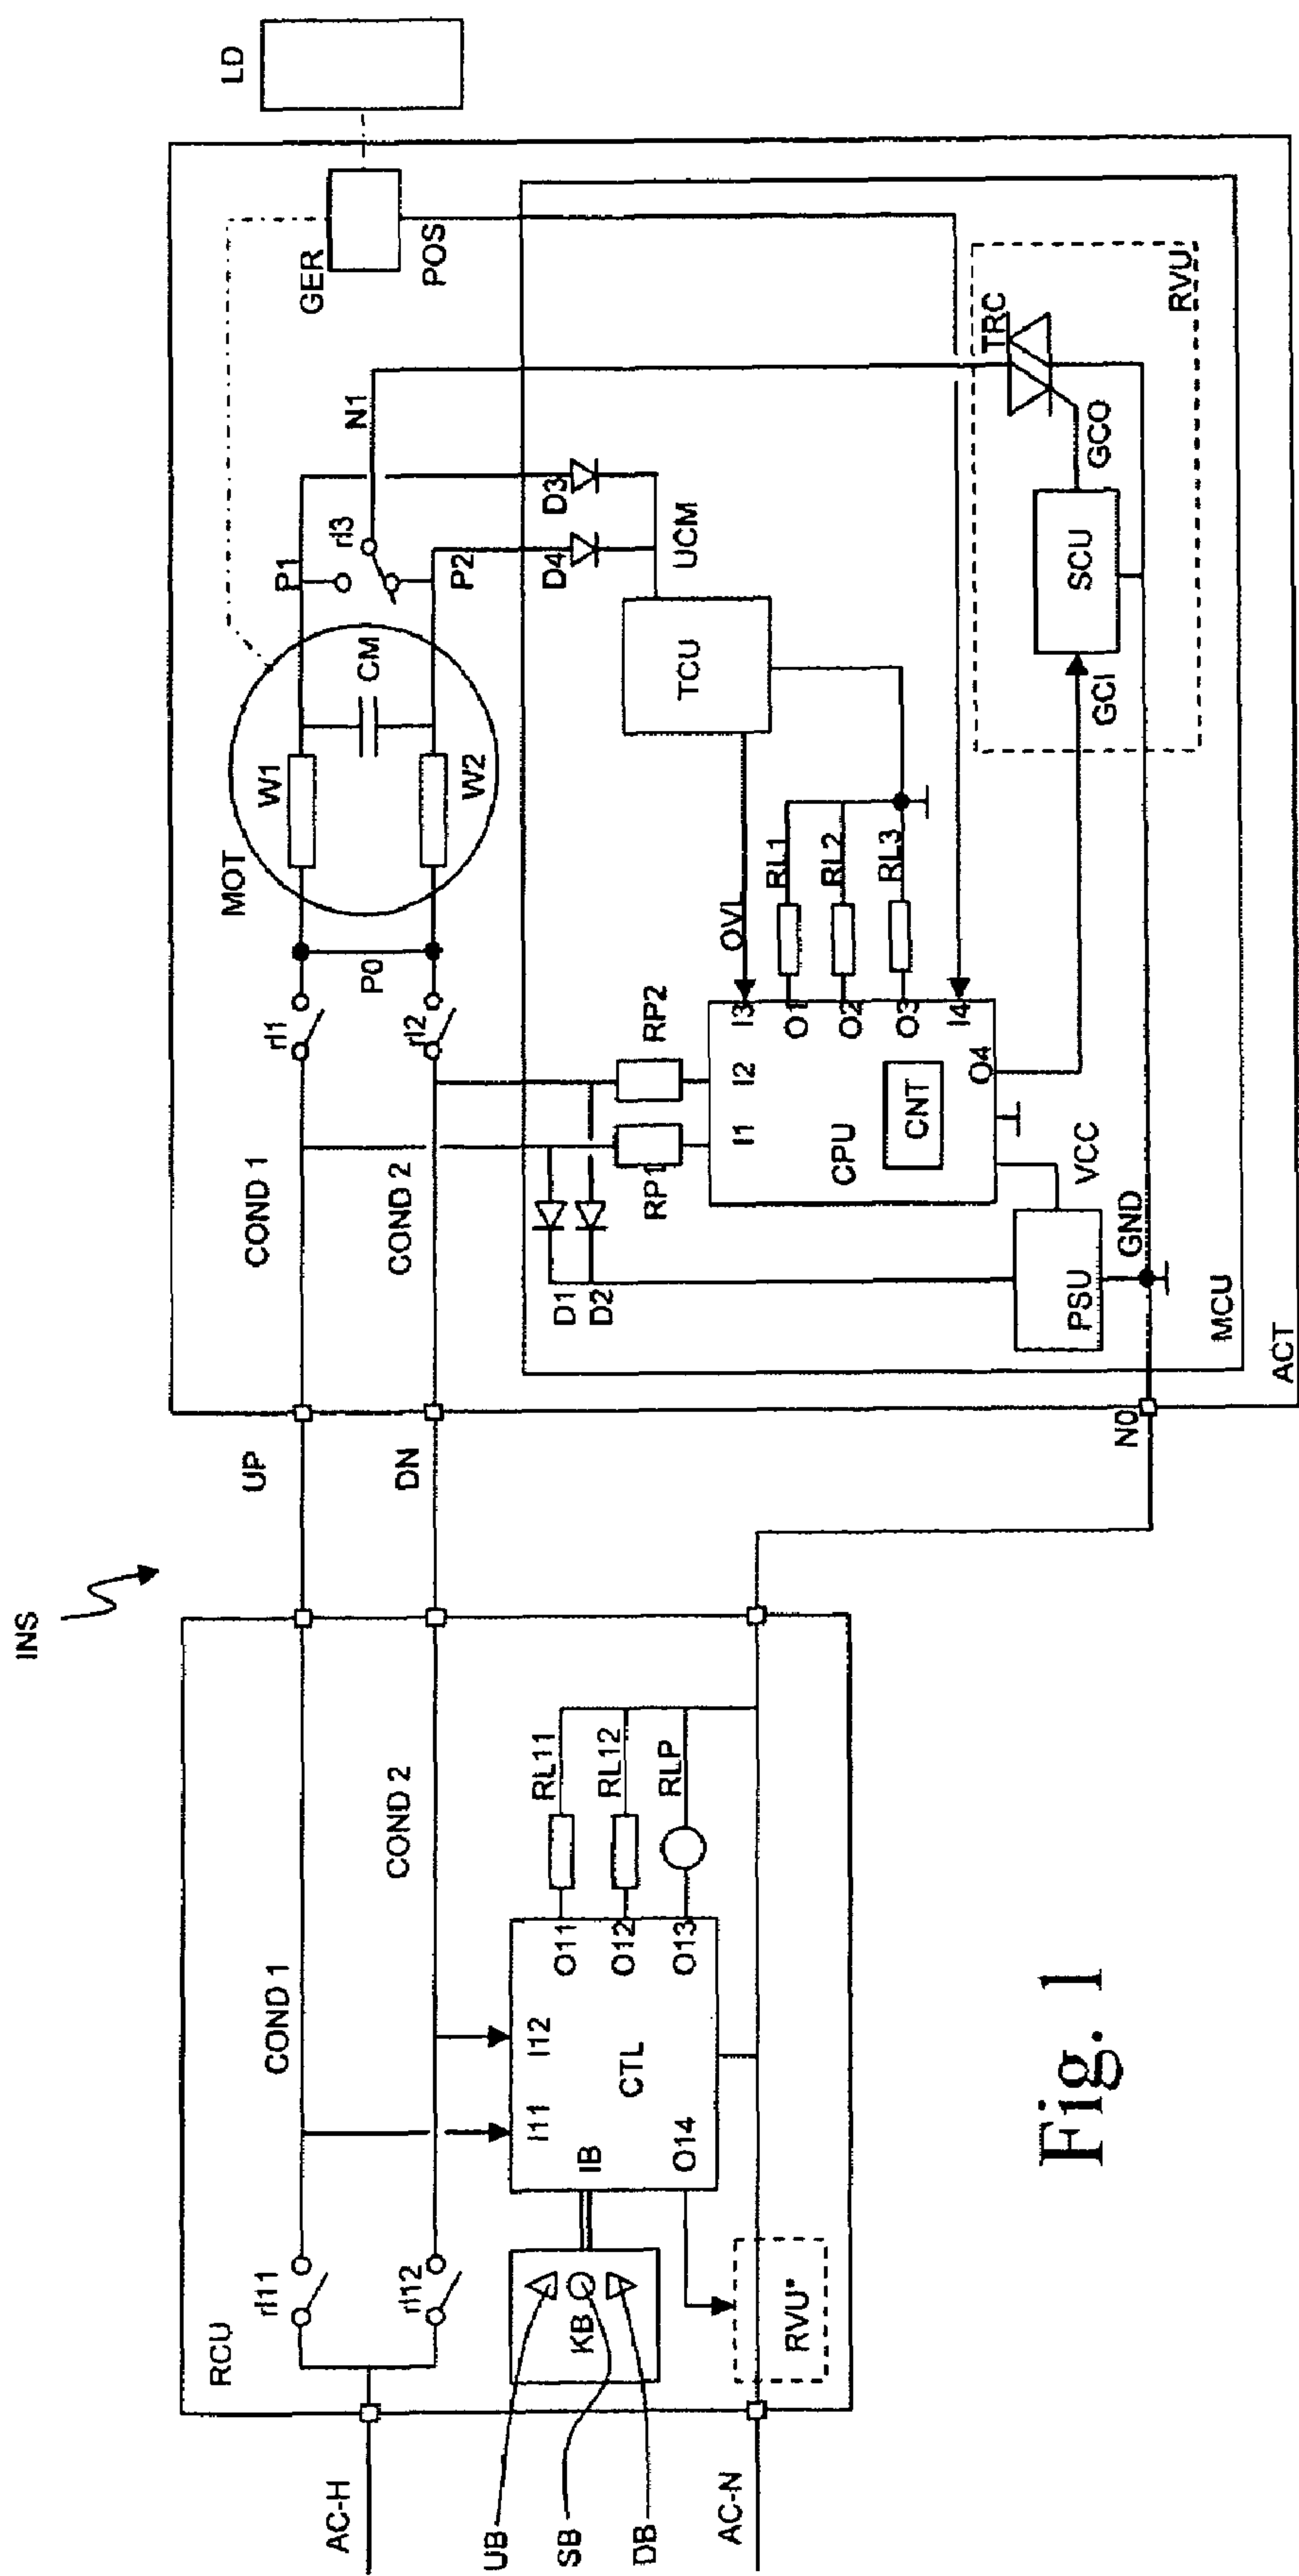 INS
RCU
AC-H
rl11
rl12
COND 1
COND 2
UB
SB
DB
KB
IB
I11
I12
CTL
O11
O12
O13
O14
RL11
RL12
RLP
RVU*
AC-N
UP
DN
N0
ACT
MCU
COND 1
COND 2
rl1
rl2
P0
MOT
W1
W2
CM
P1
P2
rl3
N1
GER
POS
LD
D1
D2
RP1
RP2
D3
D4
UCM
TCU
OVL
I1
I2
I3
CPU
CNT
O1
O2
O3
I4
O4
RL1
RL2
RL3
VCC
PSU
GND
GCI
SCU
GCO
TRC
RVU
Fig. 1